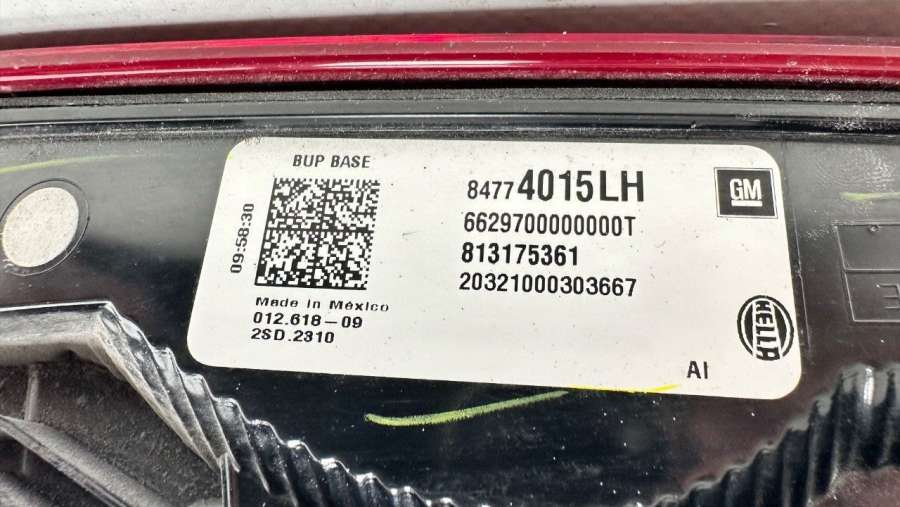 BUP BASE
09:58:30
Made in México
012.618-09
2SD.2310
84774015LH
6629700000000T
813175361
20321000303667
GM
HELLA
AI